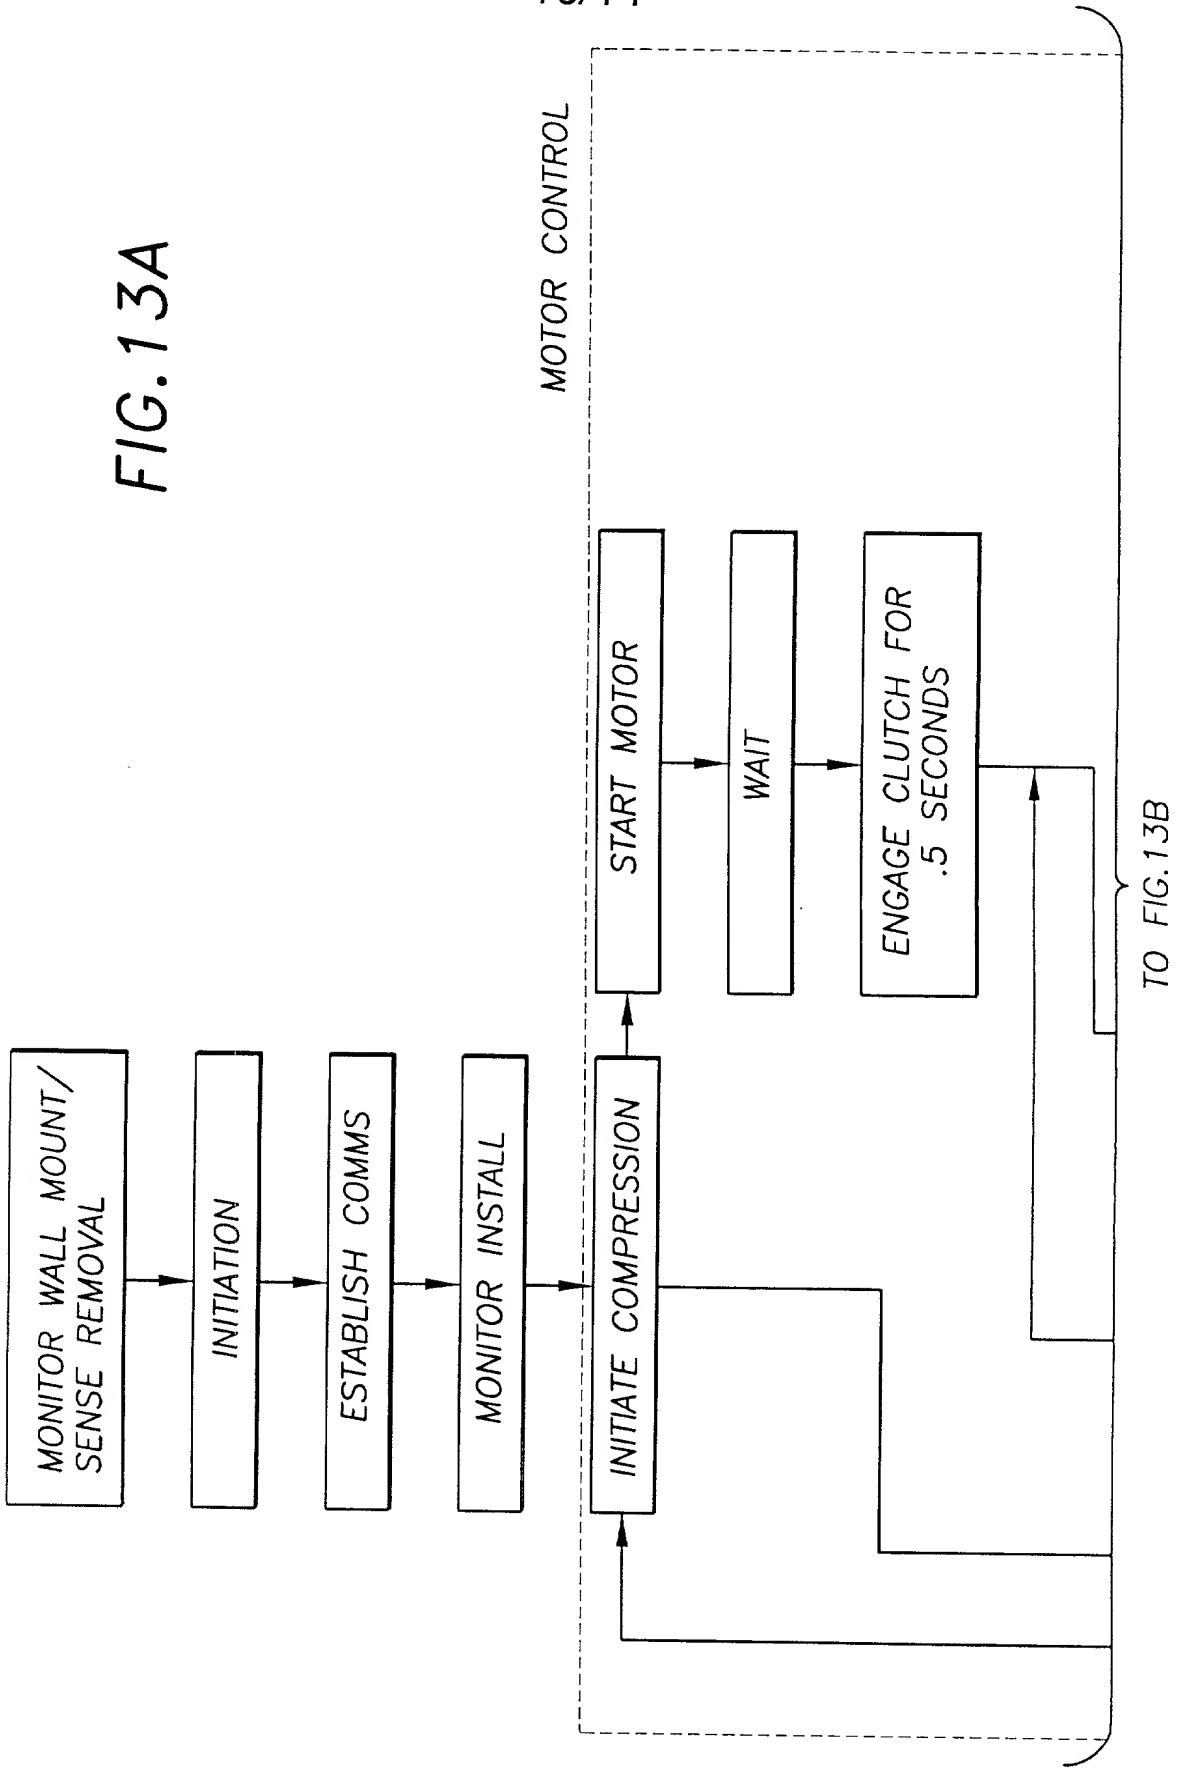 FIG.13A
MONITOR WALL MOUNT/
SENSE REMOVAL
INITIATION
ESTABLISH COMMS
MONITOR INSTALL
MOTOR CONTROL
INITIATE COMPRESSION
START MOTOR
WAIT
ENGAGE CLUTCH FOR
.5 SECONDS
TO FIG.13B